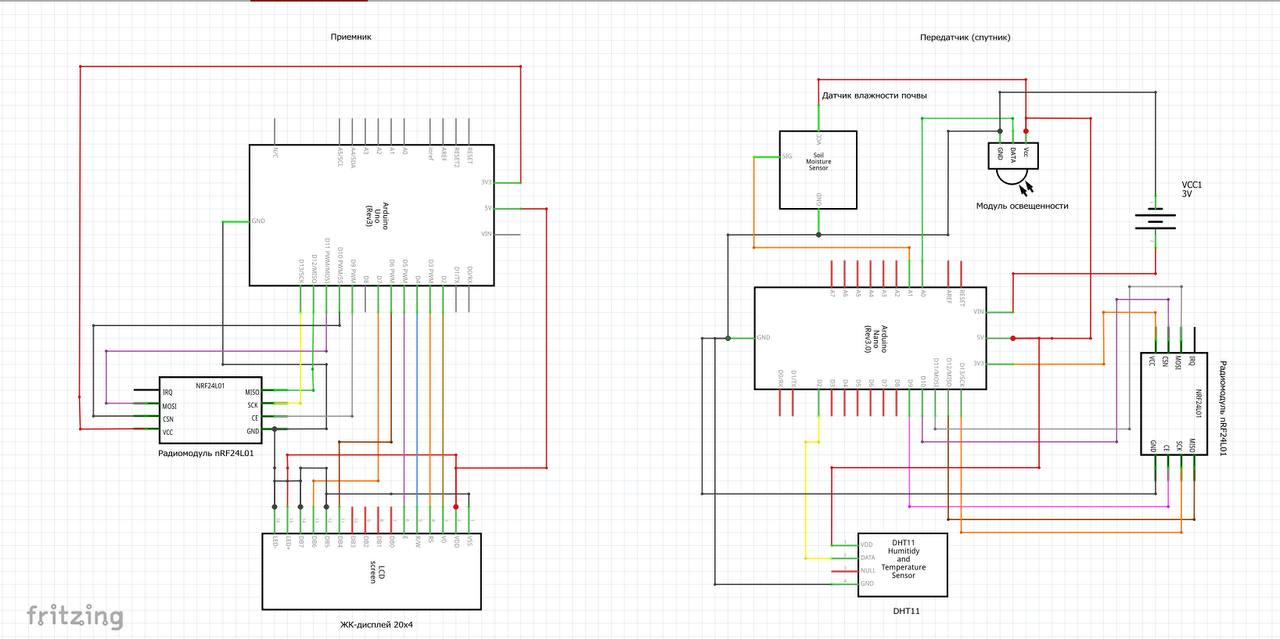 Приемник
N/C
A5/SCL
A4/SDA
A3
A2
A1
A0
ioref
AREF
RESET2
RESET
3V3
5V
VIN
GND
Arduino
Uno
(Rev3)
D13/SCK
D12/MISO
D11 PWM/MOSI
D10 PWM/SS
D9 PWM
D8
D7
D6 PWM
D5 PWM
D4
D3 PWM
D2
D1/TX
D0/RX
NRF24L01
IRQ
MOSI
CSN
VCC
MISO
SCK
CE
GND
Радиомодуль nRF24L01
LED-
LED+
DB7
DB6
DB5
DB4
DB3
DB2
DB1
DB0
E
R/W
RS
V0
VDD
VSS
LCD
screen
ЖК-дисплей 20x4
fritzing
Передатчик (спутник)
Датчик влажности почвы
VCC
SIG
Soil
Moisture
Sensor
GND
GND
DATA
Vcc
Модуль освещенности
VCC1
3V
A7
A6
A5
A4
A3
A2
A1
A0
AREF
RESET
VIN
5V
3V3
GND
Arduino
Nano
(Rev3.0)
D0/RX
D1/TX
D2
D3
D4
D5
D6
D7
D8
D9
D10
D11/MOSI
D12/MISO
D13/SCK
VCC
CSN
MOSI
IRQ
NRF24L01
GND
CE
SCK
MISO
Радиомодуль nRF24L01
1
VDD
2
DATA
3
NULL
4
GND
DHT11
Humitidy
and
Temperature
Sensor
DHT11